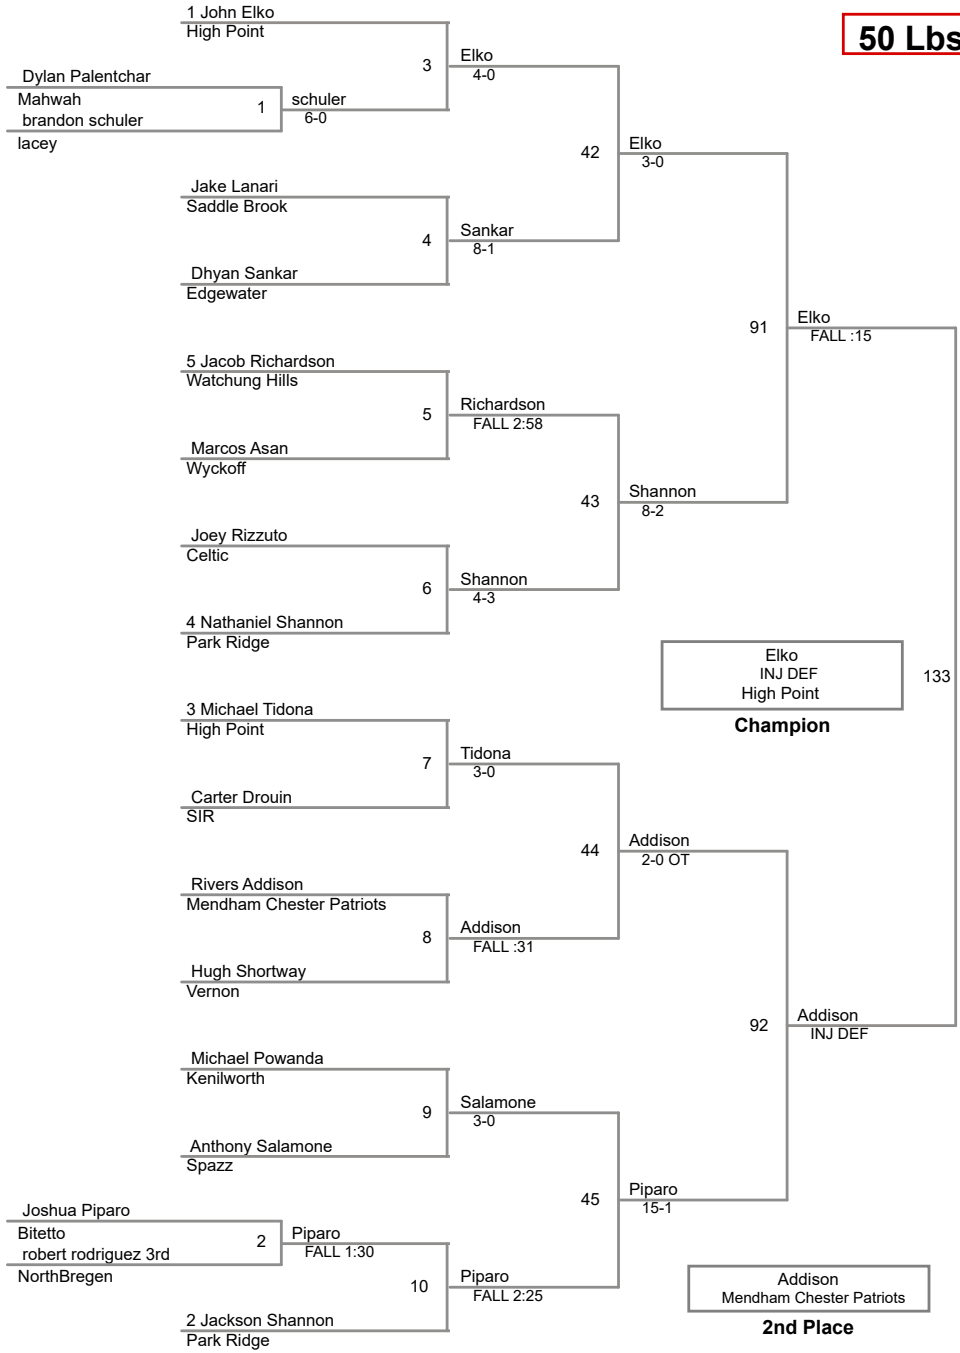 1 John Elko
High Point
50 Lbs
3
Elko
4-0
Dylan Palentchar
Mahwah
1
schuler
6-0
brandon schuler
lacey
42
Elko
3-0
Jake Lanari
Saddle Brook
4
Sankar
8-1
Dhyan Sankar
Edgewater
91
Elko
FALL :15
5 Jacob Richardson
Watchung Hills
5
Richardson
FALL 2:58
Marcos Asan
Wyckoff
43
Shannon
8-2
Joey Rizzuto
Celtic
6
Shannon
4-3
4 Nathaniel Shannon
Park Ridge
Elko
INJ DEF
High Point
Champion
133
3 Michael Tidona
High Point
7
Tidona
3-0
Carter Drouin
SIR
44
Addison
2-0 OT
Rivers Addison
Mendham Chester Patriots
8
Addison
FALL :31
Hugh Shortway
Vernon
92
Addison
INJ DEF
Michael Powanda
Kenilworth
9
Salamone
3-0
Anthony Salamone
Spazz
45
Piparo
15-1
Joshua Piparo
Bitetto
2
Piparo
FALL 1:30
robert rodriguez 3rd
NorthBregen
10
Piparo
FALL 2:25
2 Jackson Shannon
Park Ridge
Addison
Mendham Chester Patriots
2nd Place